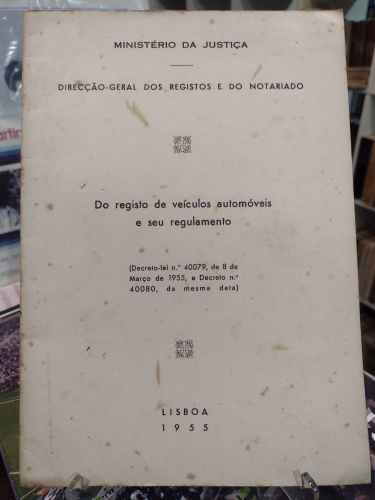 MINISTÉRIO DA JUSTIÇA
DIRECÇÃO-GERAL DOS REGISTOS E DO NOTARIADO
Do registo de veículos automóveis
e seu regulamento
(Decreto-lei n.º 40079, de 8 de
Março de 1955, e Decreto n.º
40080, da mesma data)
LISBOA
1955